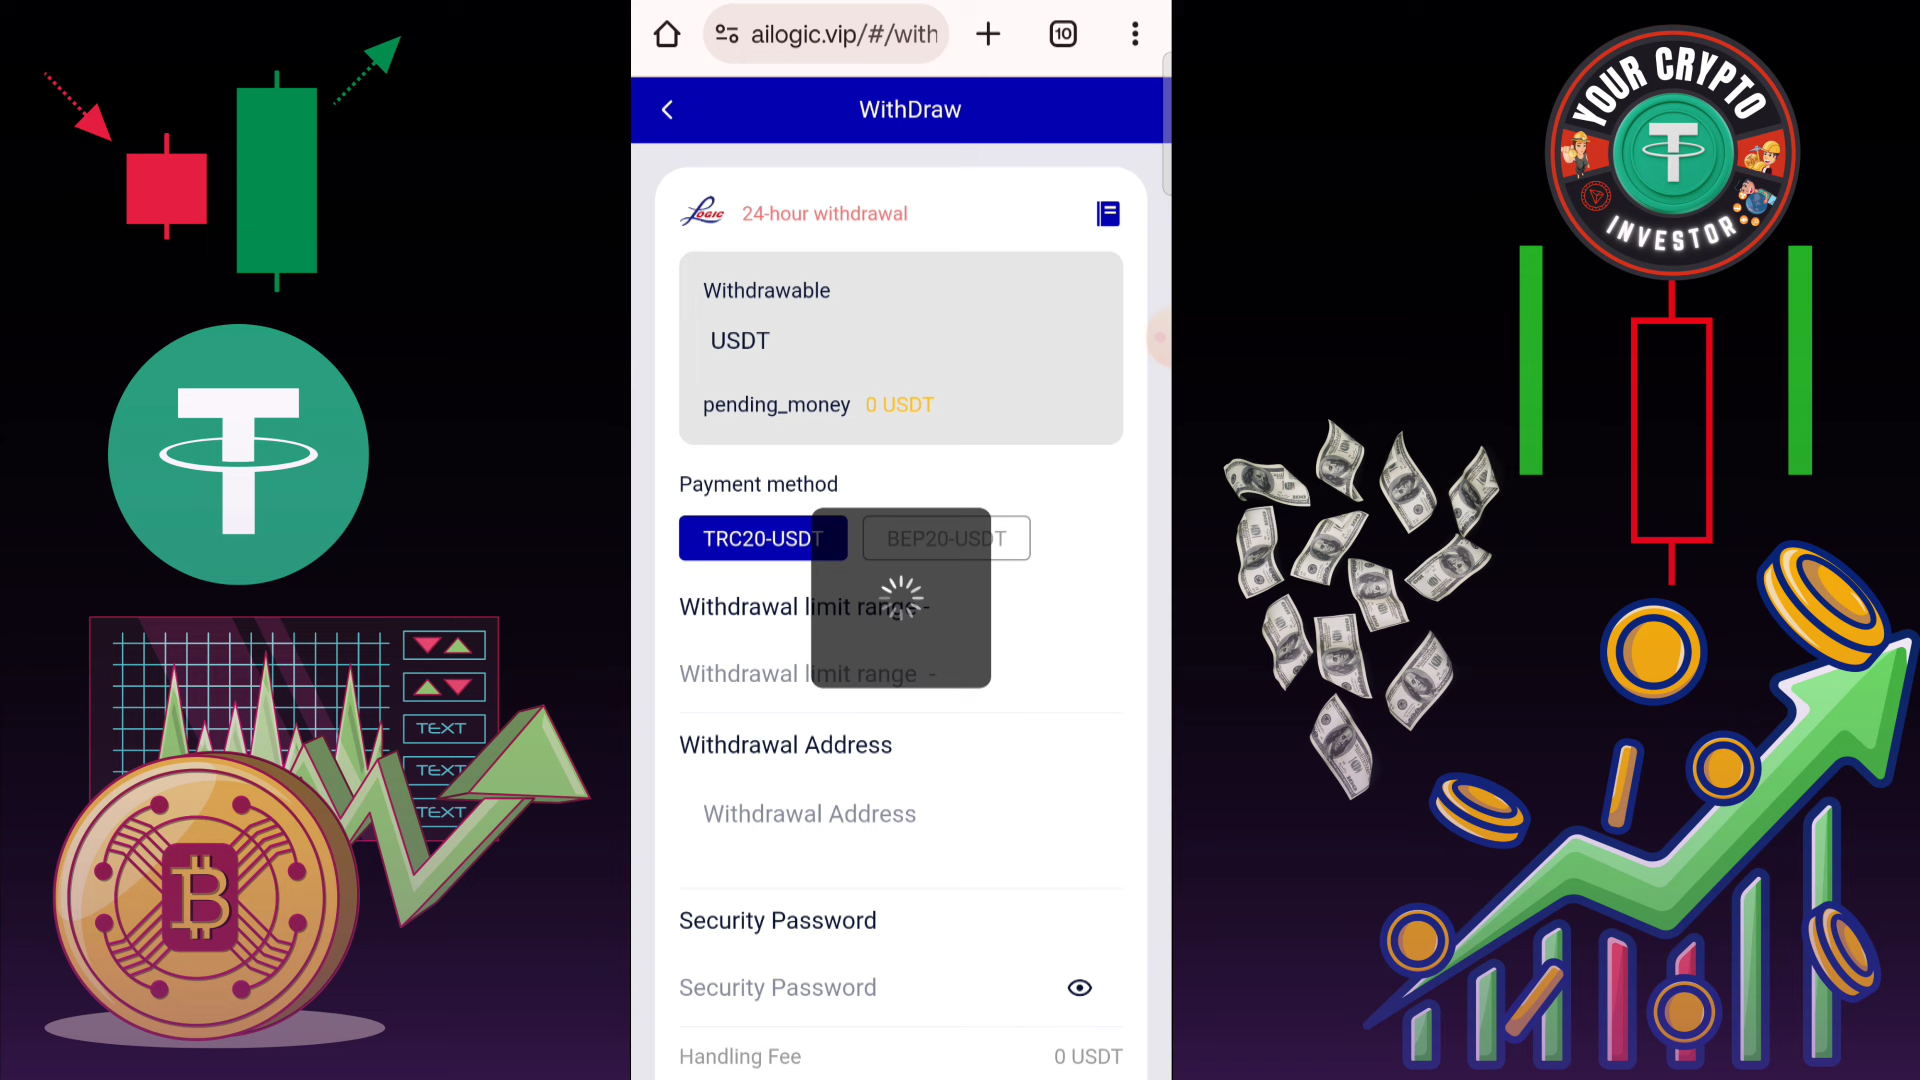 ailogic.vip/#/with
10
WithDraw
LOGIC
24-hour withdrawal
Withdrawable
USDT
pending_money 0 USDT
Payment method
TRC20-USDT
BEP20-USDT
Withdrawal limit range -
Withdrawal limit range -
Withdrawal Address
Withdrawal Address
Security Password
Security Password
Handling Fee 0 USDT
TEXT
TEXT
TEXT
YOUR CRYPTO
INVESTOR